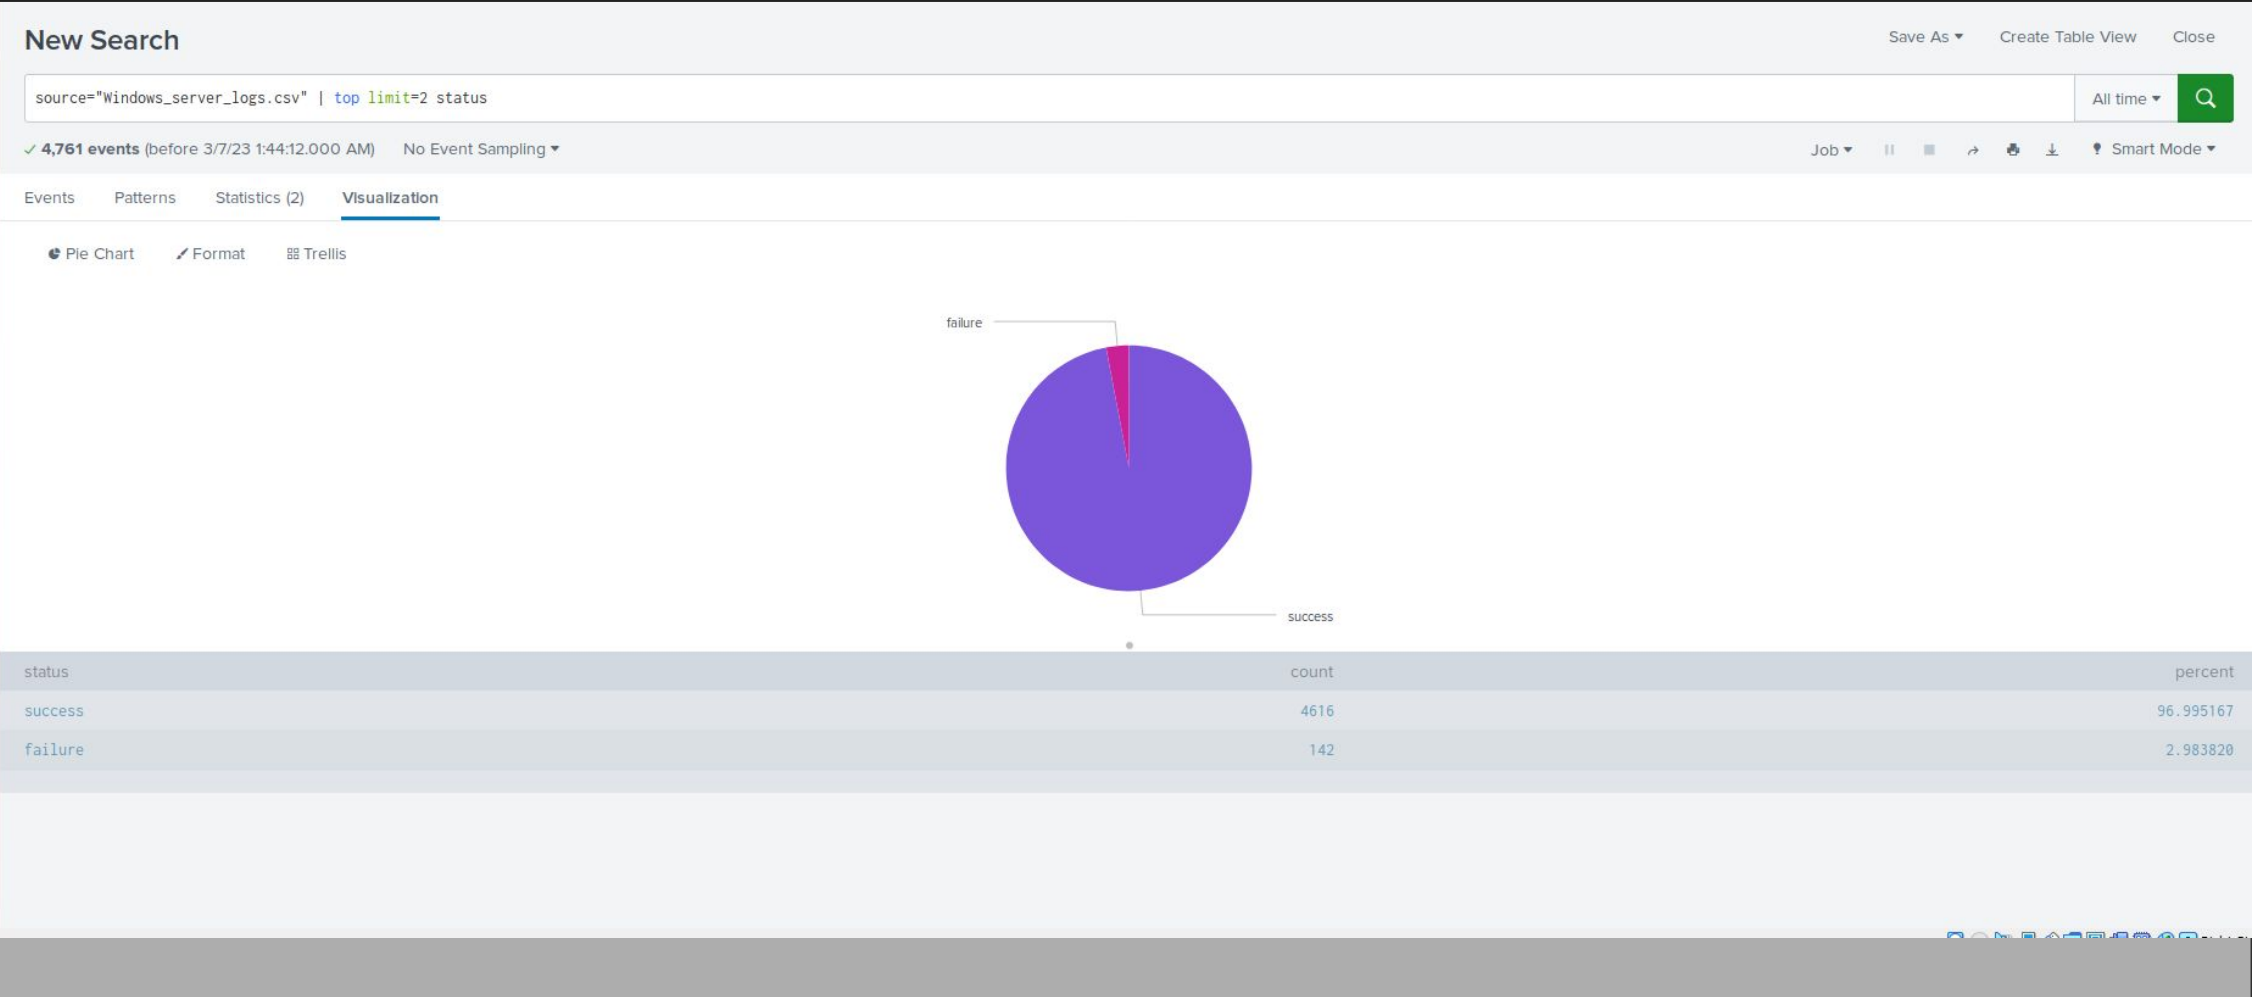 New Search
Save As Create Table View Close
source="Windows_server_logs.csv" | top limit=2 status
All time
4,761 events (before 3/7/23 1:44:12.000 AM) No Event Sampling
Job Smart Mode
Events Patterns Statistics (2) Visualization
Pie Chart Format Trellis
failure
success
status count percent
success 4616 96.995167
failure 142 2.983820